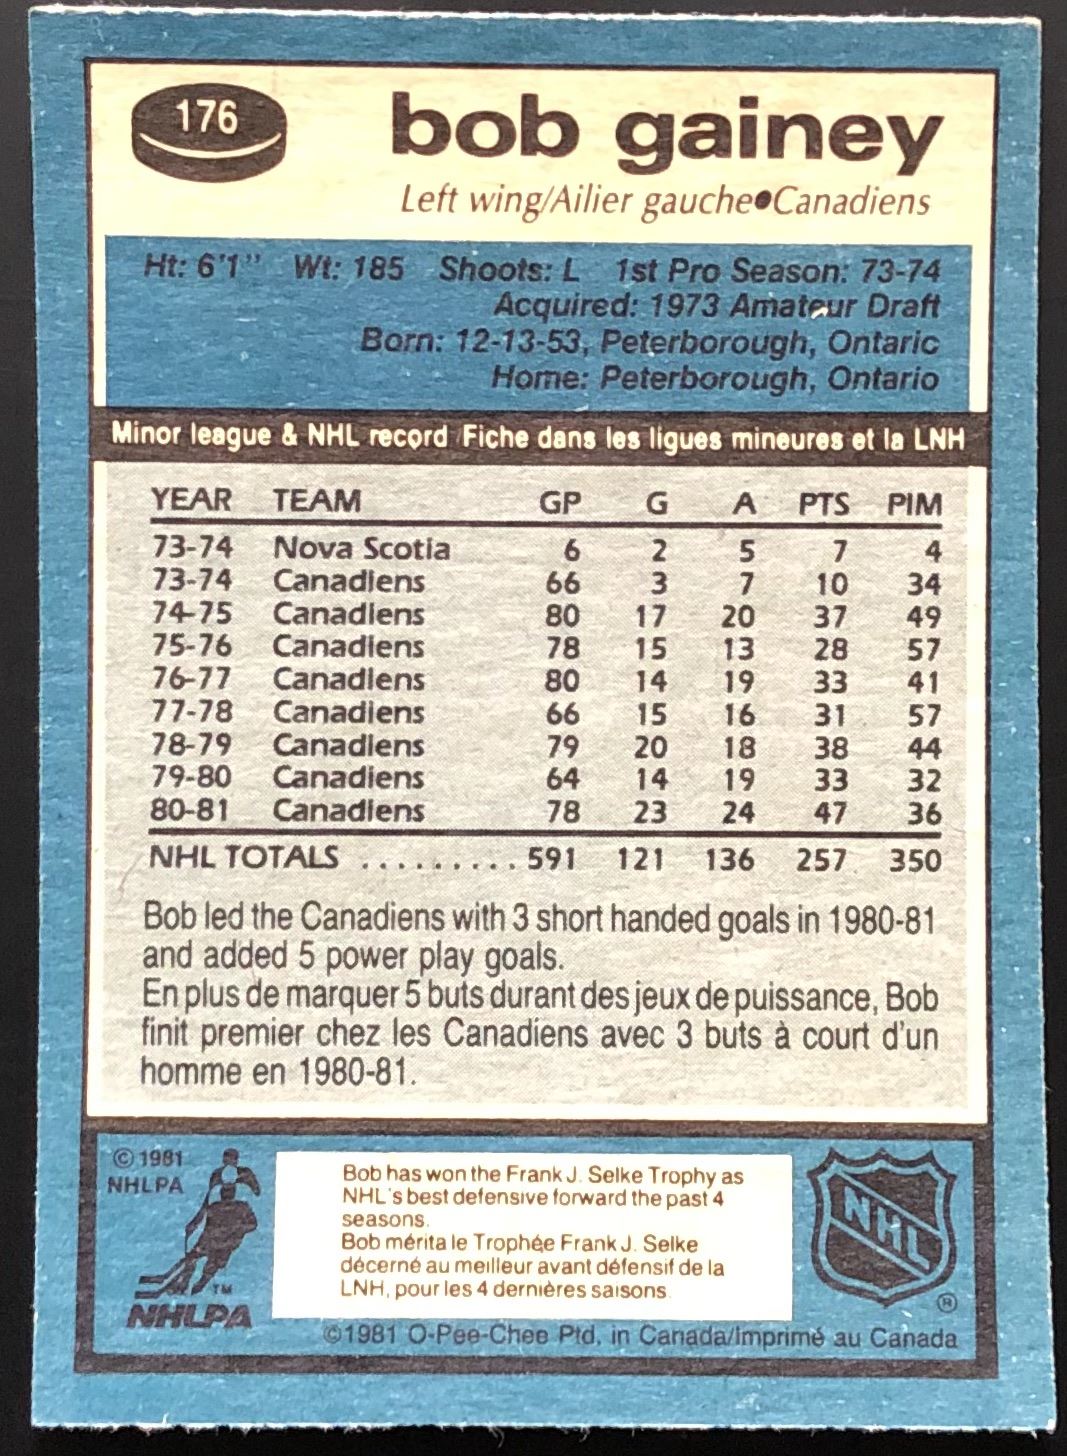 176
bob gainey
Left wing/Ailier gauche●Canadiens
Ht: 6'1" Wt: 185 Shoots: L 1st Pro Season: 73-74
Acquired: 1973 Amateur Draft
Born: 12-13-53, Peterborough, Ontario
Home: Peterborough, Ontario
Minor league & NHL record/Fiche dans les ligues mineures et la LNH
YEAR TEAM GP G A PTS PIM
73-74 Nova Scotia 6 2 5 7 4
73-74 Canadiens 66 3 7 10 34
74-75 Canadiens 80 17 20 37 49
75-76 Canadiens 78 15 13 28 57
76-77 Canadiens 80 14 19 33 41
77-78 Canadiens 66 15 16 31 57
78-79 Canadiens 79 20 18 38 44
79-80 Canadiens 64 14 19 33 32
80-81 Canadiens 78 23 24 47 36
NHL TOTALS .......... 591 121 136 257 350
Bob led the Canadiens with 3 short handed goals in 1980-81
and added 5 power play goals.
En plus de marquer 5 buts durant des jeux de puissance, Bob
finit premier chez les Canadiens avec 3 buts à court d'un
homme en 1980-81.
© 1981
NHLPA
TM
NHLPA
Bob has won the Frank J. Selke Trophy as
NHL's best defensive forward the past 4
seasons.
Bob mérita le Trophée Frank J. Selke
décerné au meilleur avant défensif de la
LNH, pour les 4 dernières saisons.
NHL
®
©1981 O-Pee-Chee Ptd. in Canada/Imprimé au Canada